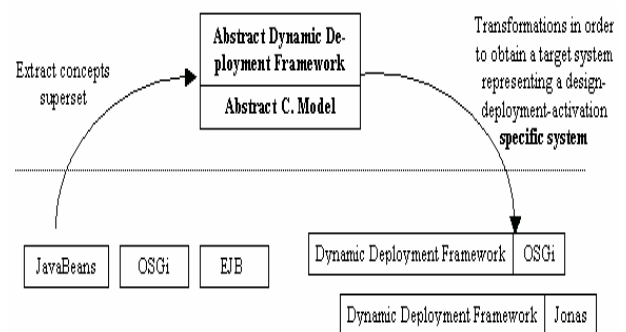 Abstract Dynamic De-
ployment Framework
Abstract C. Model
Extract concepts
superset
Transformations in order
to obtain a target system
representing a design-
deployment-activation
specific system
JavaBeans
OSGi
EJB
Dynamic Deployment Framework
OSGi
Dynamic Deployment Framework
Jonas